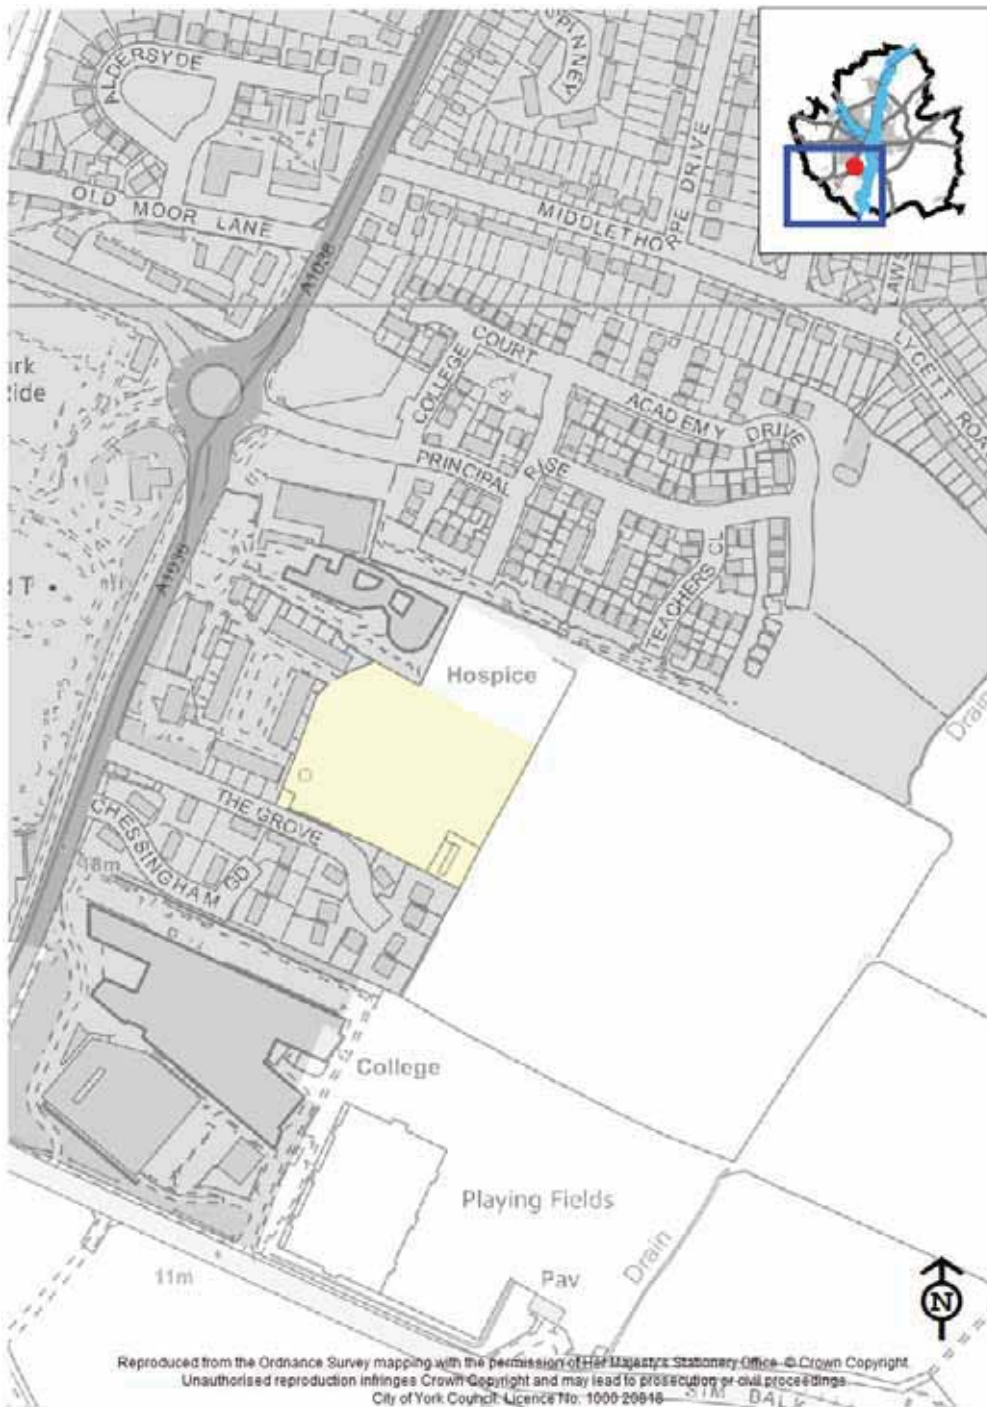 ALDERSYDE
SPINNEY
OLD MOOR LANE
MIDDLETHORPE DRIVE
A1036
LYCETT ROA
COURT
COLLEGE
ACADEMY DRIVE
PRINCIPAL RISE
TEACHERS CL
A1036
Hospice
Drain
THE GROVE
CHESSINGHAM GD
18m
College
Playing Fields
Drain
Pav
11m
N
Reproduced from the Ordnance Survey mapping with the permission of Her Majesty's Stationery Office © Crown Copyright.
Unauthorised reproduction infringes Crown Copyright and may lead to prosecution or civil proceedings.
City of York Council. Licence No. 1000 20818